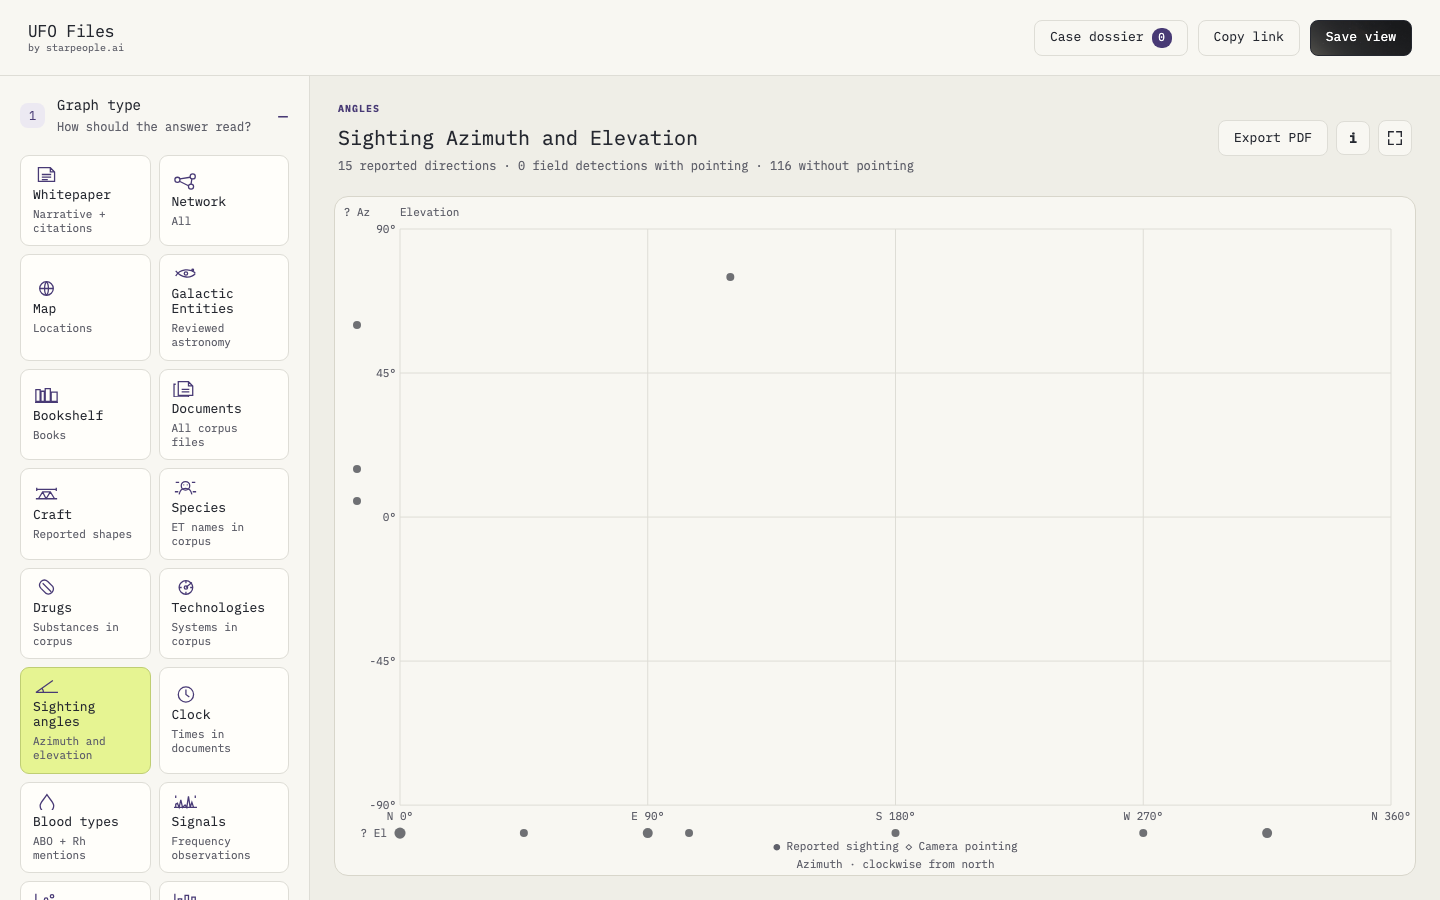 UFO Files
by starpeople.ai
Case dossier 0
Copy link
Save view
1
Graph type
How should the answer read?
Whitepaper
Narrative +
citations
Network
All
Map
Locations
Galactic
Entities
Reviewed
astronomy
Bookshelf
Books
Documents
All corpus
files
Craft
Reported shapes
Species
ET names in
corpus
Drugs
Substances in
corpus
Technologies
Systems in
corpus
Sighting
angles
Azimuth and
elevation
Clock
Times in
documents
Blood types
ABO + Rh
mentions
Signals
Frequency
observations
ANGLES
Sighting Azimuth and Elevation
15 reported directions · 0 field detections with pointing · 116 without pointing
Export PDF
i
? Az
Elevation
90°
45°
0°
-45°
-90°
N 0°
E 90°
S 180°
W 270°
N 360°
? El
● Reported sighting ◇ Camera pointing
Azimuth · clockwise from north